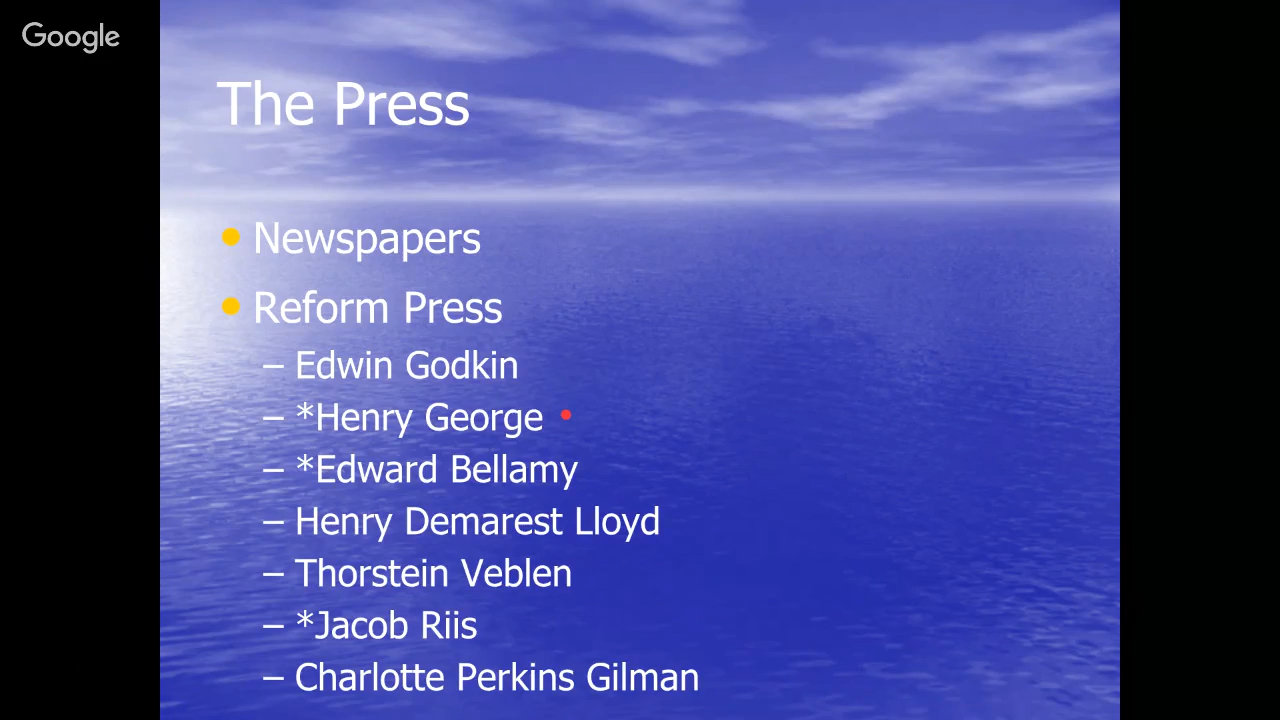 Google
The Press
• Newspapers
• Reform Press
– Edwin Godkin
– *Henry George
– *Edward Bellamy
– Henry Demarest Lloyd
– Thorstein Veblen
– *Jacob Riis
– Charlotte Perkins Gilman